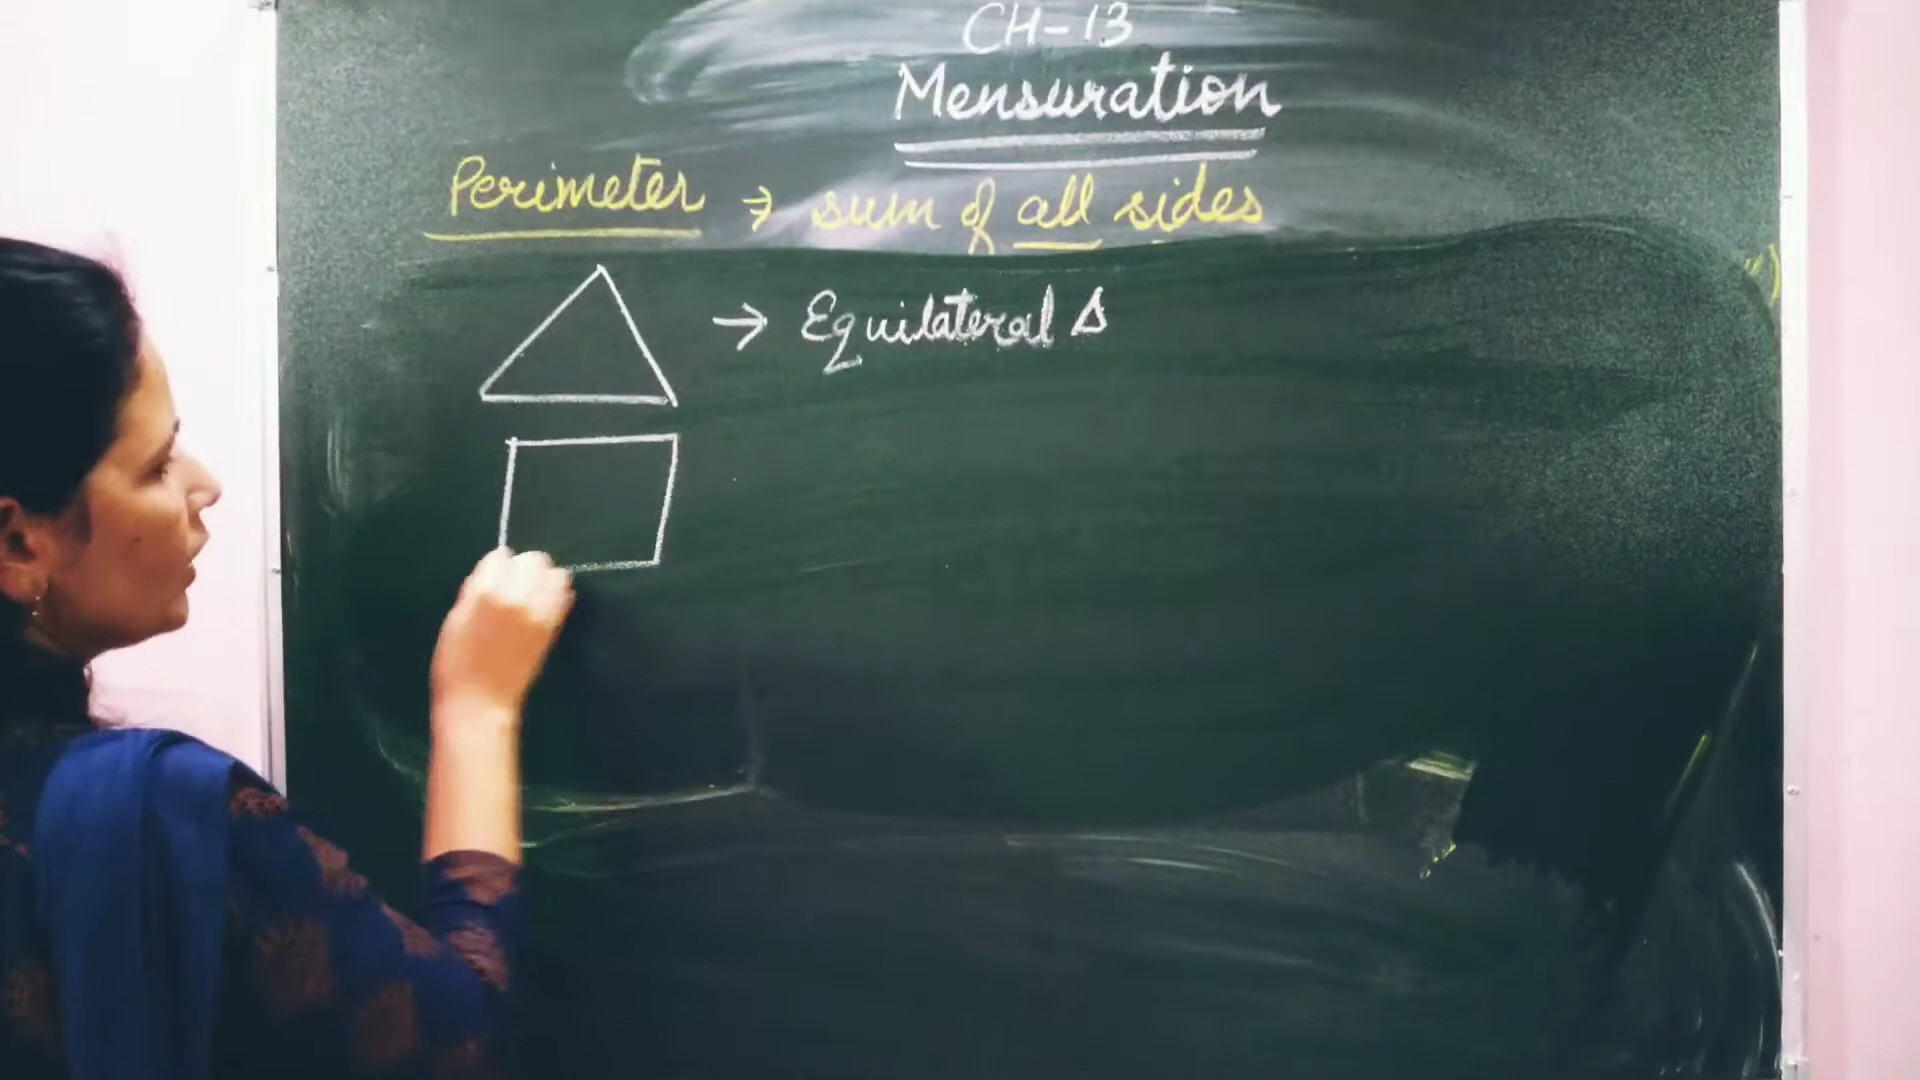 CH-13
Mensuration
Perimeter → sum of all sides
→ Equilateral Δ